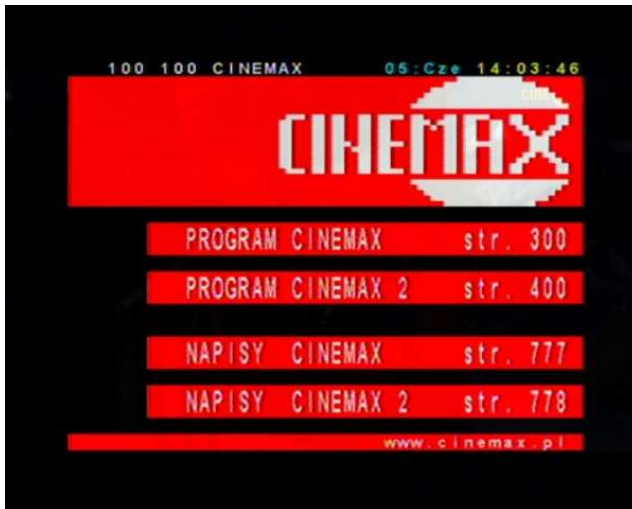 100 100 CINEMAX 05:Cze 14:03:46
CINEMAX
PROGRAM CINEMAX str. 300
PROGRAM CINEMAX 2 str. 400
NAPISY CINEMAX str. 777
NAPISY CINEMAX 2 str. 778
www.cinemax.pl